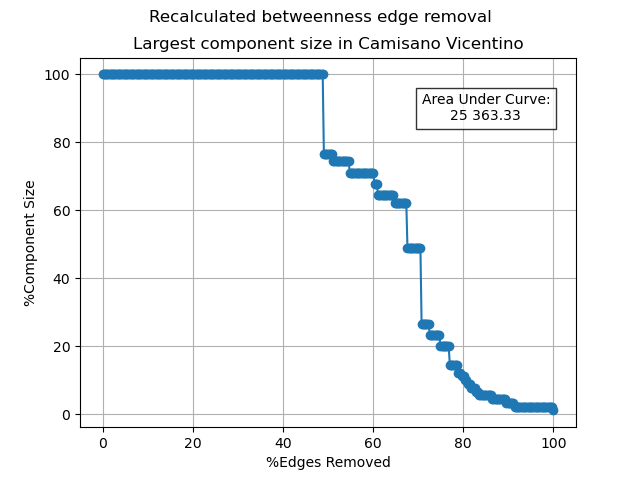 Recalculated betweenness edge removal
Largest component size in Camisano Vicentino
Area Under Curve:
25 363.33
100
80
60
40
20
0
%Component Size
0 20 40 60 80 100
%Edges Removed